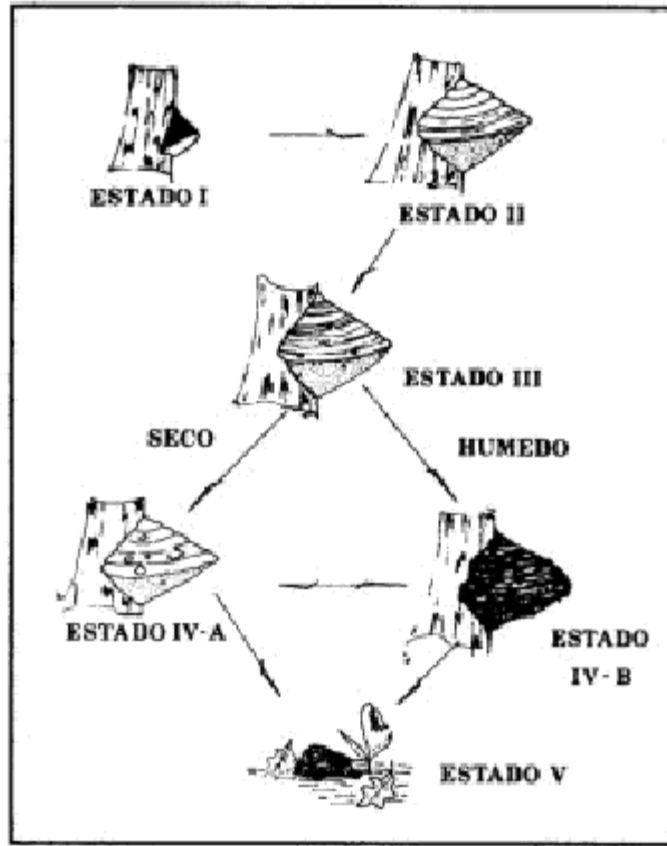 ESTADO I
ESTADO II
ESTADO III
SECO
HUMEDO
ESTADO IV-A
ESTADO
IV-B
ESTADO V